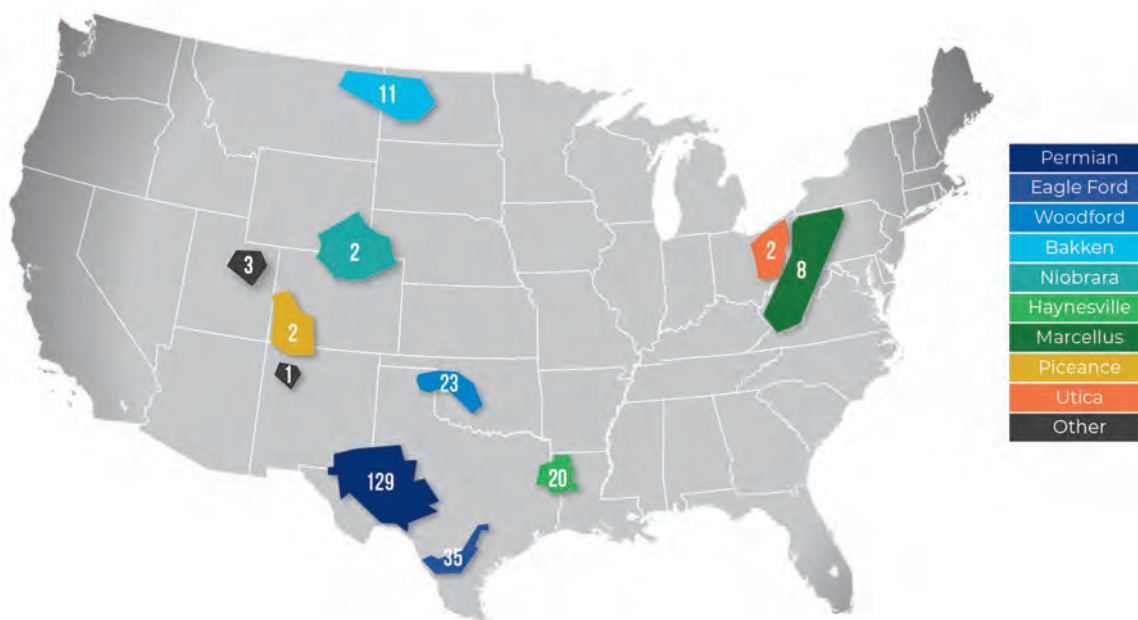 11
2
3
2
1
23
129
20
35
2
8
Permian
Eagle Ford
Woodford
Bakken
Niobrara
Haynesville
Marcellus
Piceance
Utica
Other